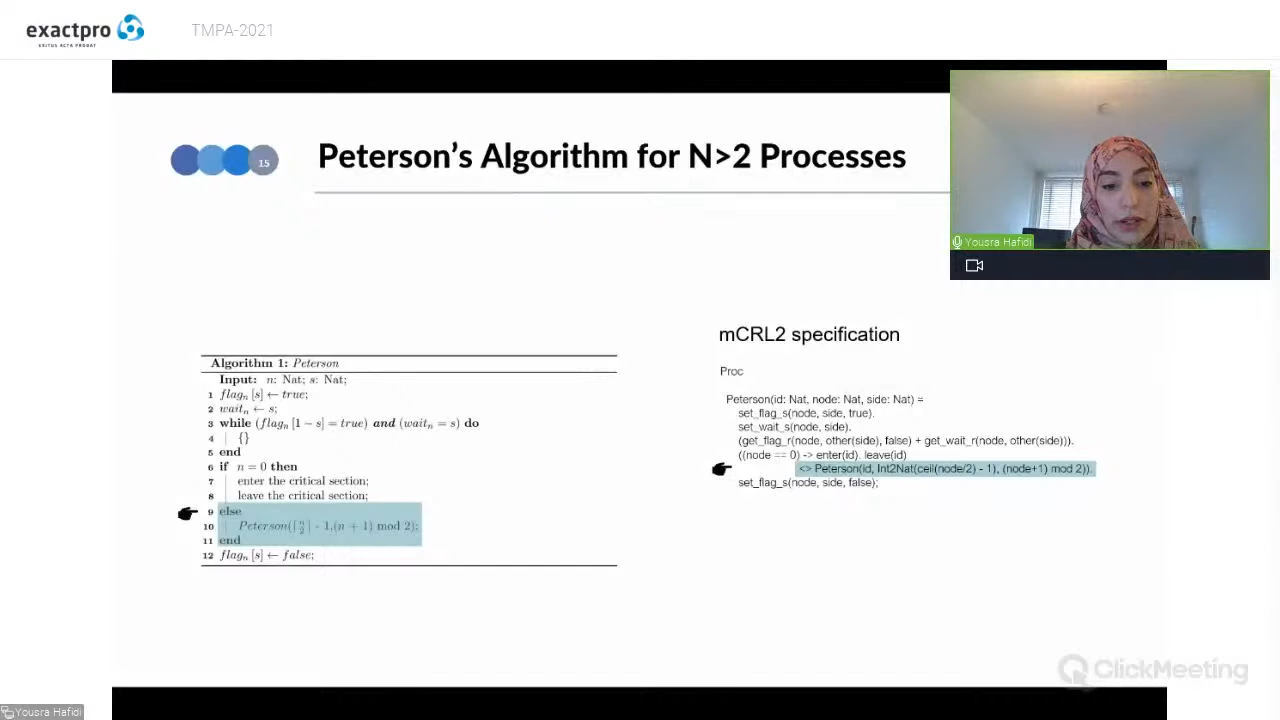 exactpro
EXITUS ACTA PROBAT
TMPA-2021
15
Peterson's Algorithm for N>2 Processes
Yousra Hafidi
mCRL2 specification
Algorithm 1: Peterson
Input: n: Nat; s: Nat;
1 flagₙ [s] ← true;
2 waitₙ ← s;
3 while (flagₙ [1 − s] = true) and (waitₙ = s) do
4 {}
5 end
6 if n = 0 then
7 enter the critical section;
8 leave the critical section;
9 else
10 Peterson(⌈n/2⌉ - 1,(n + 1) mod 2);
11 end
12 flagₙ [s] ← false;
Proc
Peterson(id: Nat, node: Nat, side: Nat) =
set_flag_s(node, side, true).
set_wait_s(node, side).
(get_flag_r(node, other(side), false) + get_wait_r(node, other(side))).
((node == 0) -> enter(id). leave(id)
<> Peterson(id, Int2Nat(ceil(node/2) - 1), (node+1) mod 2)).
set_flag_s(node, side, false);
ClickMeeting
Yousra Hafidi